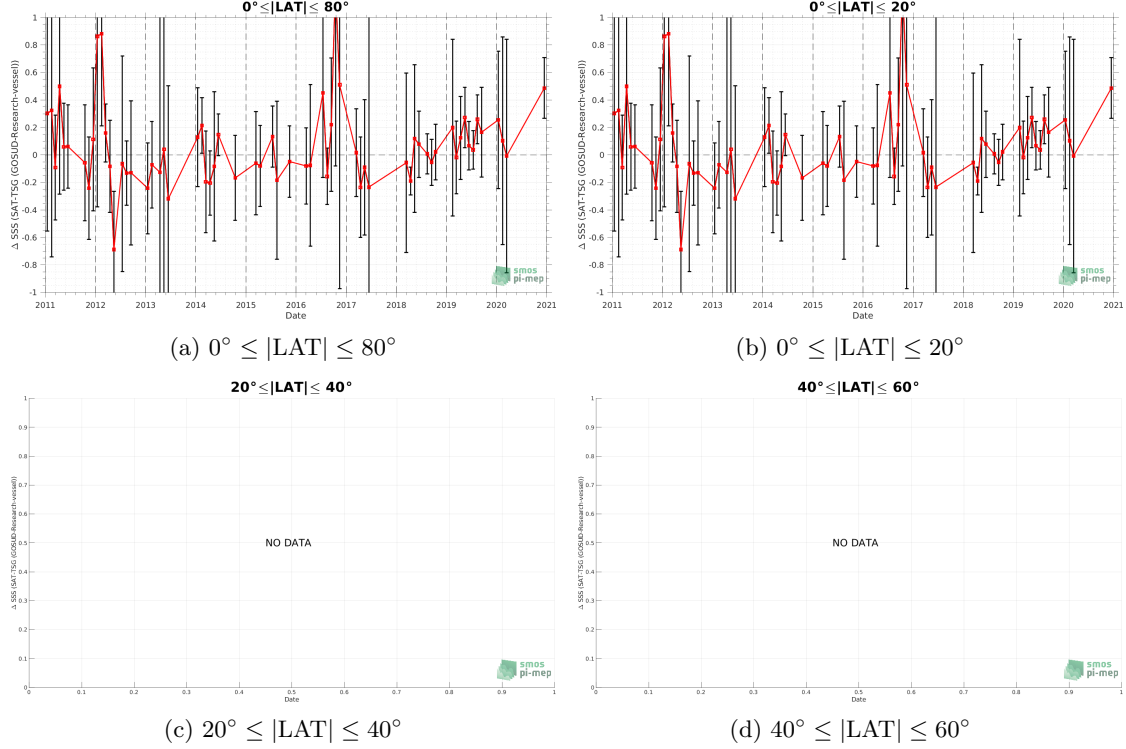 0°≤|LAT|≤ 80°
Δ SSS (SAT-TSG (GOSUD-Research-vessel))
1
0.8
0.6
0.4
0.2
0
-0.2
-0.4
-0.6
-0.8
-1
2011 2012 2013 2014 2015 2016 2017 2018 2019 2020 2021
Date
smos
pi-mep
(a) 0° ≤ |LAT| ≤ 80°
0°≤|LAT|≤ 20°
Δ SSS (SAT-TSG (GOSUD-Research-vessel))
1
0.8
0.6
0.4
0.2
0
-0.2
-0.4
-0.6
-0.8
-1
2011 2012 2013 2014 2015 2016 2017 2018 2019 2020 2021
Date
smos
pi-mep
(b) 0° ≤ |LAT| ≤ 20°
20°≤|LAT|≤ 40°
Δ SSS (SAT-TSG (GOSUD-Research-vessel))
1
0.9
0.8
0.7
0.6
0.5
0.4
0.3
0.2
0.1
0
NO DATA
0 0.1 0.2 0.3 0.4 0.5 0.6 0.7 0.8 0.9 1
Date
smos
pi-mep
(c) 20° ≤ |LAT| ≤ 40°
40°≤|LAT|≤ 60°
Δ SSS (SAT-TSG (GOSUD-Research-vessel))
1
0.9
0.8
0.7
0.6
0.5
0.4
0.3
0.2
0.1
0
NO DATA
0 0.1 0.2 0.3 0.4 0.5 0.6 0.7 0.8 0.9 1
Date
smos
pi-mep
(d) 40° ≤ |LAT| ≤ 60°